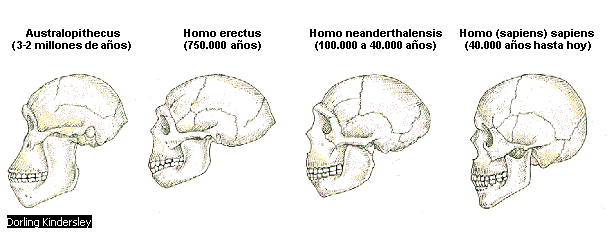 Australopithecus
(3-2 millones de años)
Homo erectus
(750.000 años)
Homo neanderthalensis
(100.000 a 40.000 años)
Homo (sapiens) sapiens
(40.000 años hasta hoy)
Dorling Kindersley